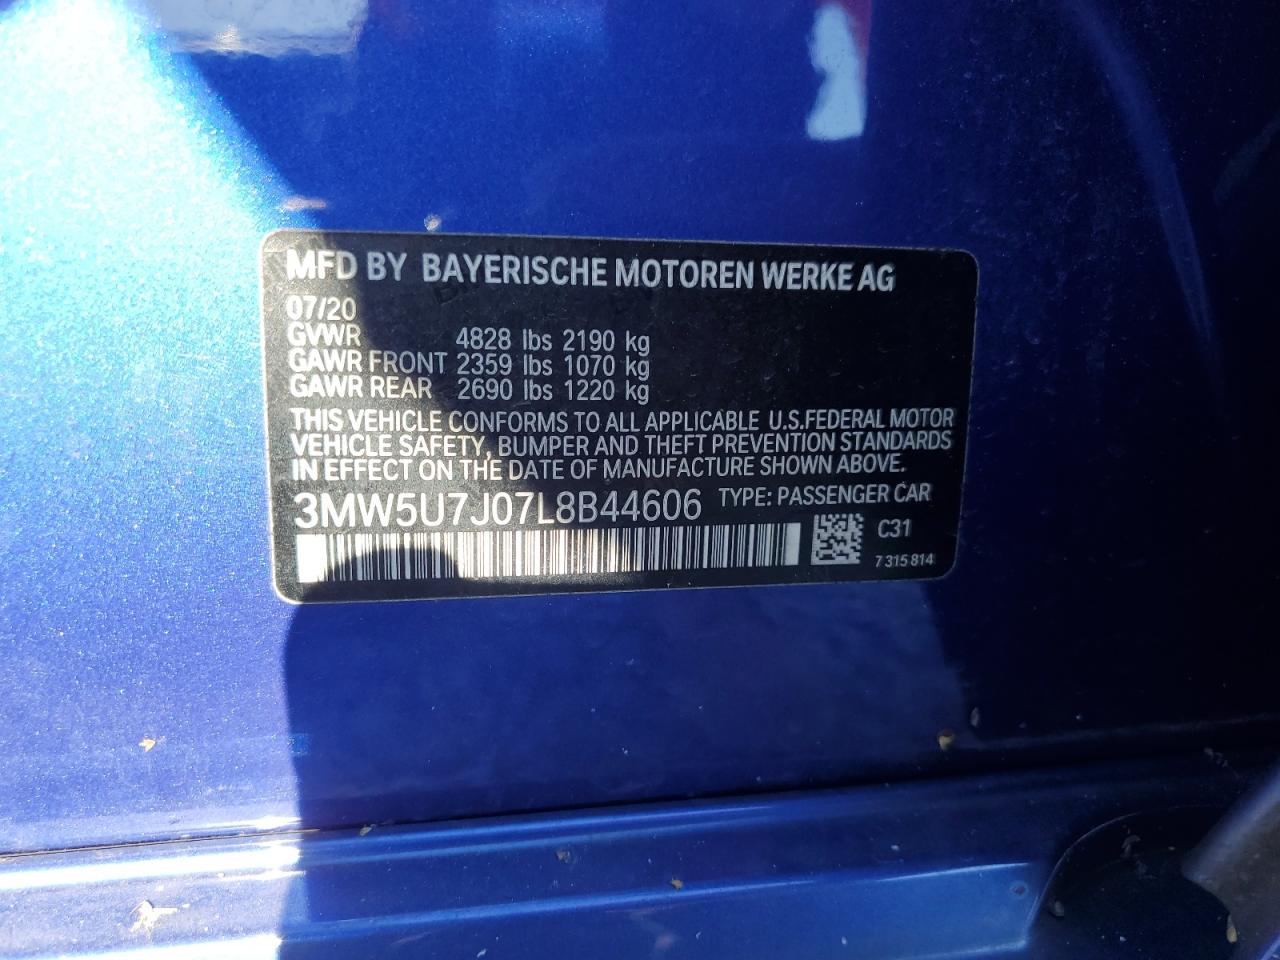 MFD BY BAYERISCHE MOTOREN WERKE AG
07/20
GVWR 4828 lbs 2190 kg
GAWR FRONT 2359 lbs 1070 kg
GAWR REAR 2690 lbs 1220 kg
THIS VEHICLE CONFORMS TO ALL APPLICABLE U.S.FEDERAL MOTOR
VEHICLE SAFETY, BUMPER AND THEFT PREVENTION STANDARDS
IN EFFECT ON THE DATE OF MANUFACTURE SHOWN ABOVE.
3MW5U7J07L8B44606 TYPE: PASSENGER CAR
C31
7 315 814